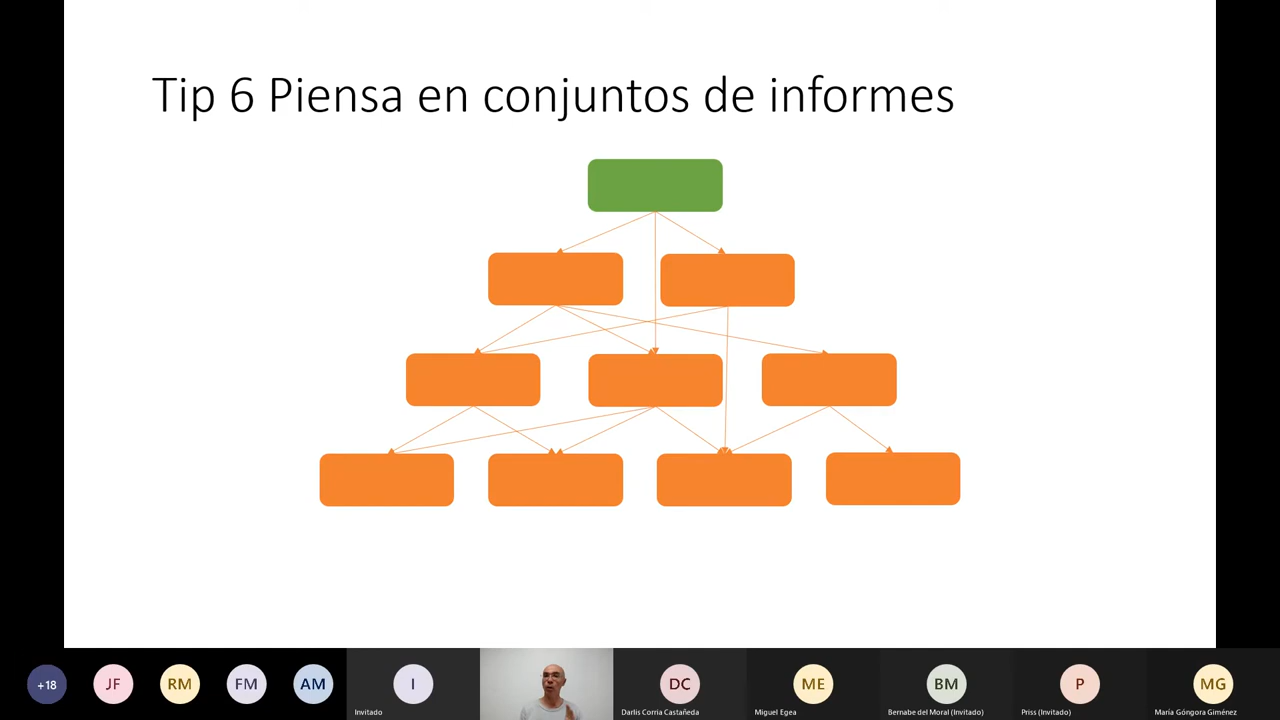 Tip 6 Piensa en conjuntos de informes
+18
JF
RM
FM
AM
I
Invitado
DC
Darlis Corria Castañeda
ME
Miguel Egea
BM
Bernabe del Moral (Invitado)
P
Priss (Invitado)
MG
María Góngora Giménez